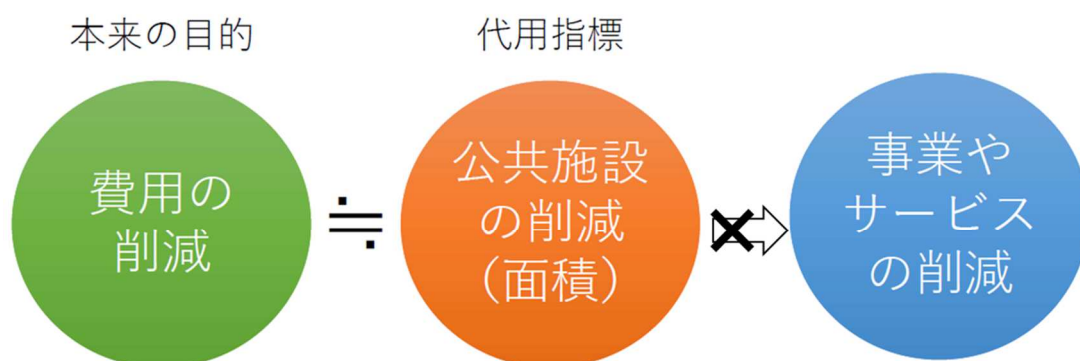 本来の目的
代用指標
費用の
削減
≒
公共施設
の削減
（面積）
事業や
サービス
の削減